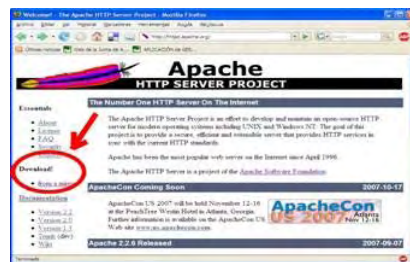 Welcome! - The Apache HTTP Server Project - Mozilla Firefox
Apache
HTTP SERVER PROJECT
Essentials
About
License
FAQ
Security
Download!
From a
Documentation
Version 2.2
Version 2.0
Version 1.3
Trunk (dev)
Wiki
The Number One HTTP Server On The Internet
The Apache HTTP Server Project is an effort to develop and maintain an open-source HTTP
server for modern operating systems including UNIX and Windows NT. The goal of this
project is to provide a secure, efficient and extensible server that provides HTTP services in
sync with the current HTTP standards.
Apache has been the most popular web server on the Internet since April 1996.
The Apache HTTP Server is a project of the Apache Software Foundation.
ApacheCon Coming Soon 2007-10-17
ApacheCon US 2007 will be held November 12-16
at the Peachtree Westin Hotel in Atlanta, Georgia.
Further information is available on the ApacheCon US
Web site www.us.apachecon.com.
ApacheCon
US 2007 Atlanta
Nov 12-16
Apache 2.2.6 Released 2007-09-07